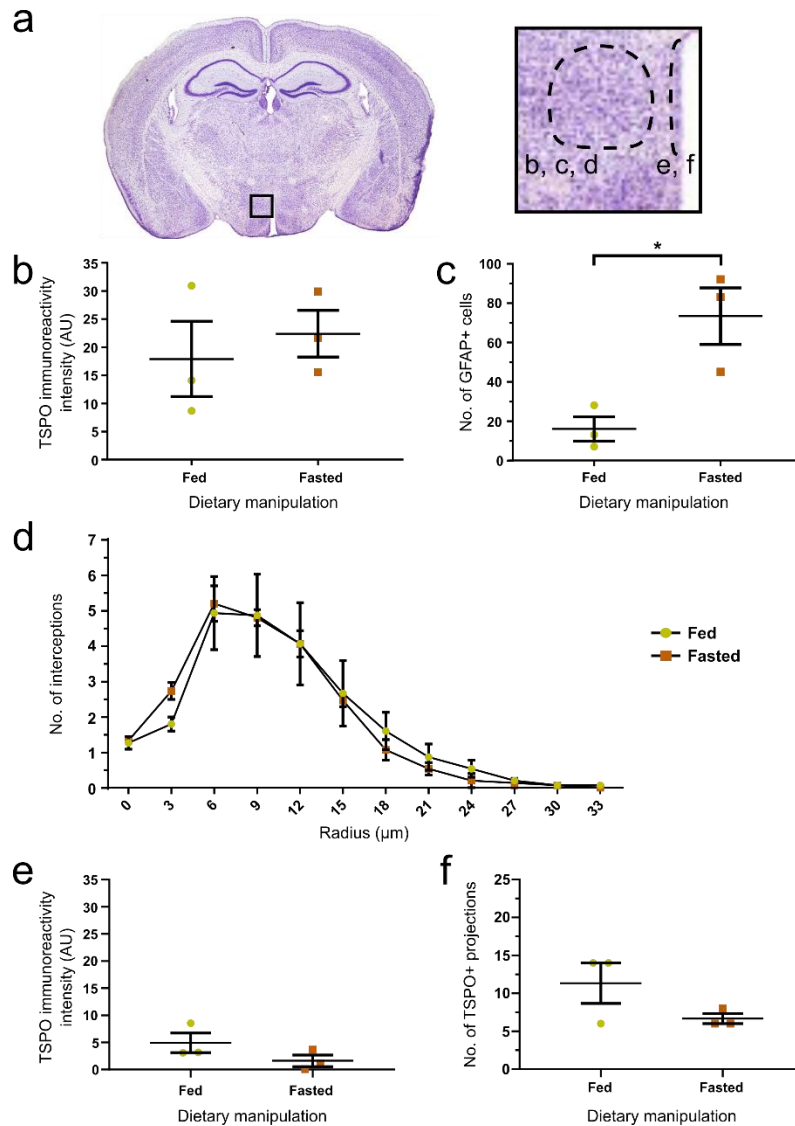 a
b, c, d
e, f
b
TSPO immunoreactivity
intensity (AU)
35
30
25
20
15
10
5
0
Fed
Fasted
Dietary manipulation
c
*
No. of GFAP+ cells
100
80
60
40
20
0
Fed
Fasted
Dietary manipulation
d
No. of interceptions
7
6
5
4
3
2
1
0
0
3
6
9
12
15
18
21
24
27
30
33
Radius (µm)
Fed
Fasted
e
TSPO immunoreactivity
intensity (AU)
35
30
25
20
15
10
5
0
Fed
Fasted
Dietary manipulation
f
No. of TSPO+ projections
25
20
15
10
5
0
Fed
Fasted
Dietary manipulation